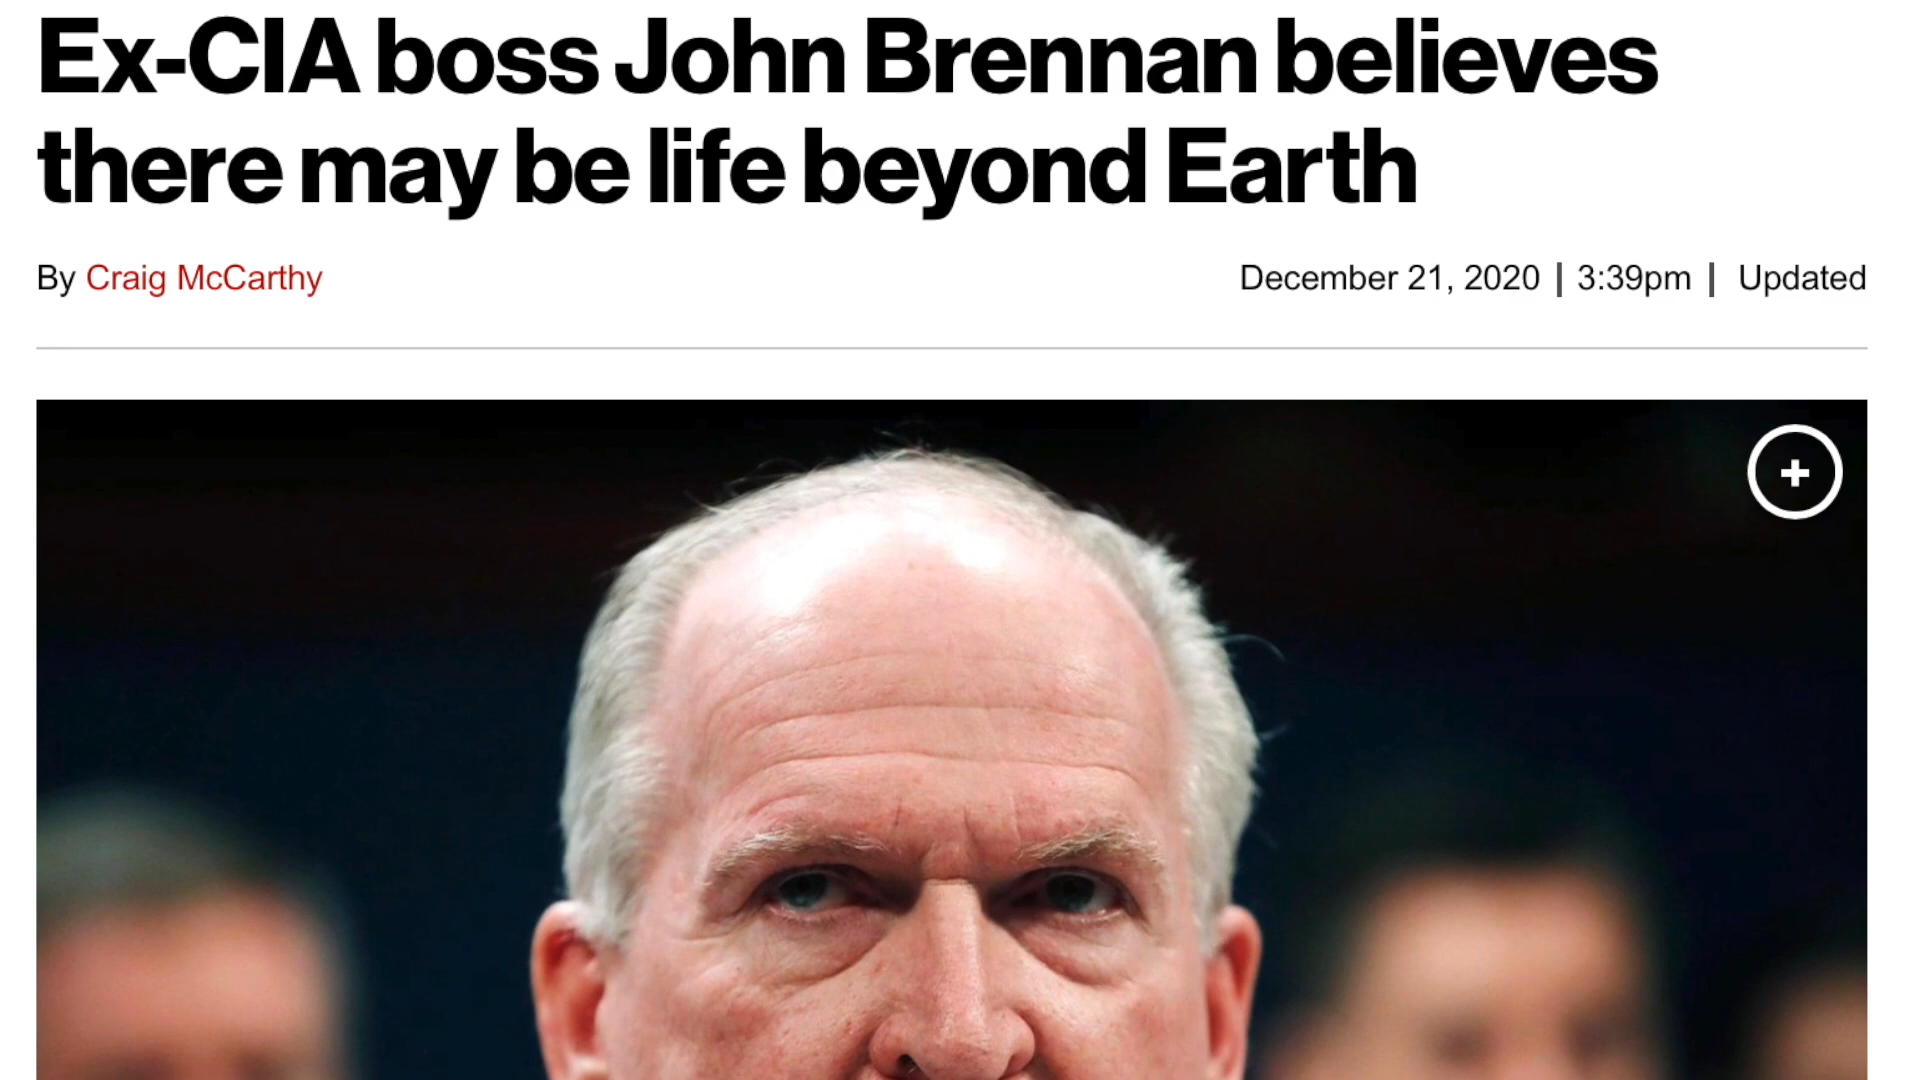 Ex-CIA boss John Brennan believes
there may be life beyond Earth
By Craig McCarthy
December 21, 2020 | 3:39pm | Updated